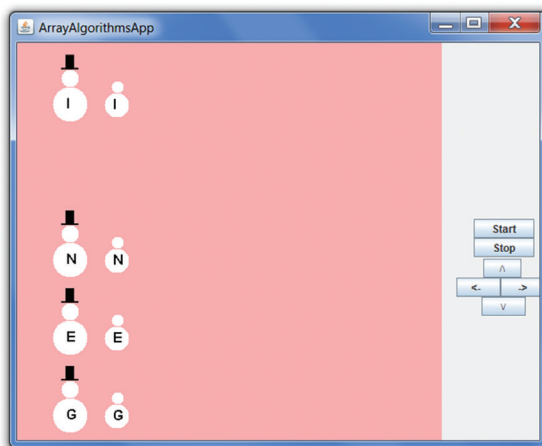 ArrayAlgorithmsApp
I I
Start
Stop
N N
^
<- ->
E E
v
G G